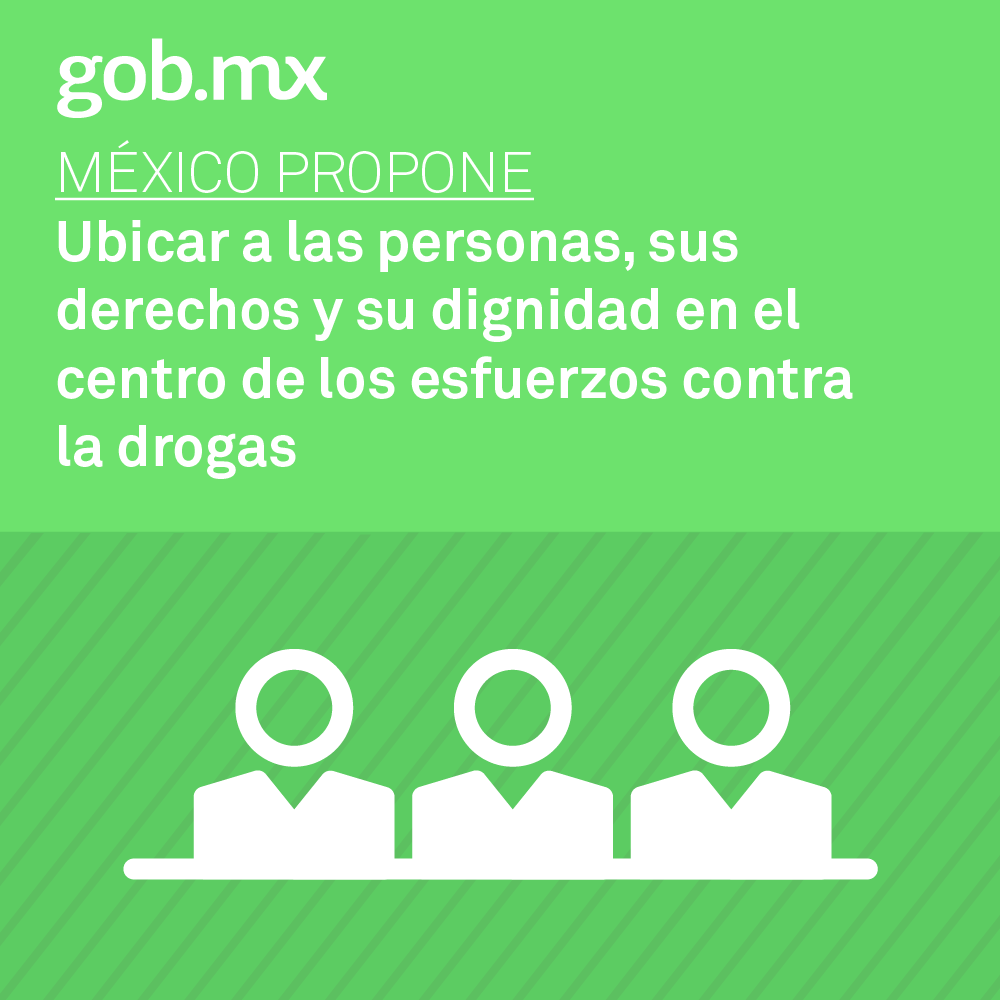 gob.mx
MÉXICO PROPONE
Ubicar a las personas, sus
derechos y su dignidad en el
centro de los esfuerzos contra
la drogas